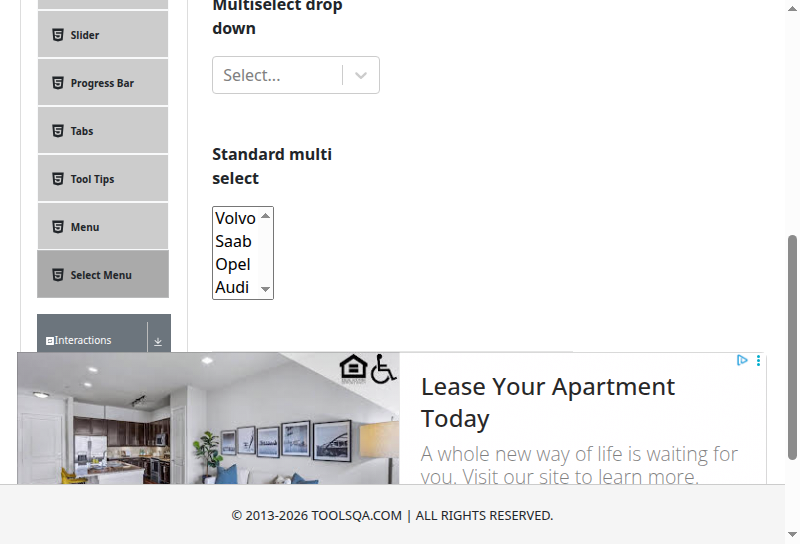 Multiselect drop
down
Slider
Select...
Progress Bar
Tabs
Standard multi
select
Tool Tips
Menu
Volvo
Saab
Opel
Audi
Select Menu
Interactions
Lease Your Apartment
Today
A whole new way of life is waiting for
you. Visit our site to learn more.
© 2013-2026 TOOLSQA.COM | ALL RIGHTS RESERVED.